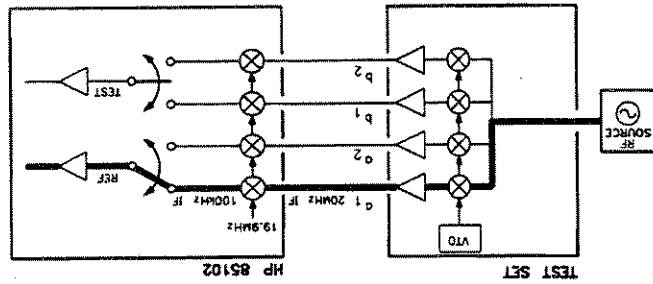 TEST SET
HP 85102
RF
SOURCE
VTO
19.9MHz
a1 20MHz IF
100kHz IF
REF
a2
b1
b2
TEST